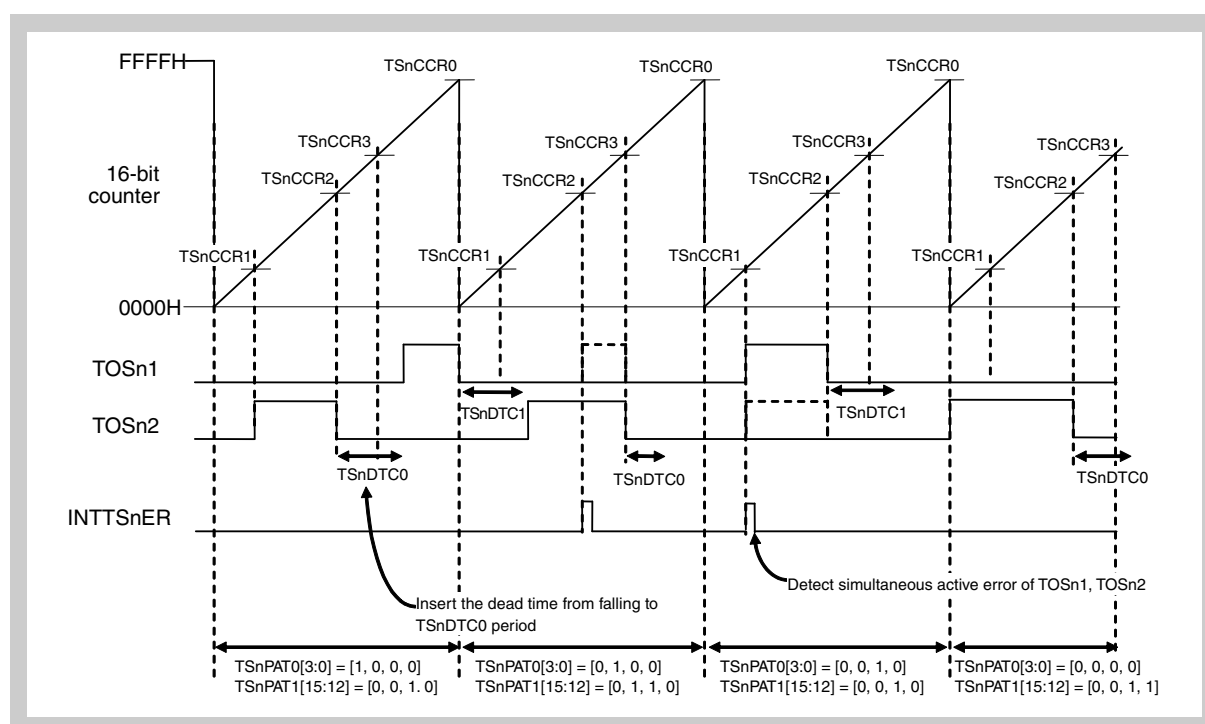 FFFFH
TSnCCR0
TSnCCR0
TSnCCR0
TSnCCR3
TSnCCR3
TSnCCR3
TSnCCR3
16-bit
counter
TSnCCR2
TSnCCR2
TSnCCR2
TSnCCR2
TSnCCR1
TSnCCR1
TSnCCR1
TSnCCR1
0000H
TOSn1
TSnDTC1
TSnDTC1
TOSn2
TSnDTC0
TSnDTC0
TSnDTC0
INTTSnER
Detect simultaneous active error of TOSn1, TOSn2
Insert the dead time from falling to
TSnDTC0 period
TSnPAT0[3:0] = [1, 0, 0, 0]
TSnPAT1[15:12] = [0, 0, 1. 0]
TSnPAT0[3:0] = [0, 1, 0, 0]
TSnPAT1[15:12] = [0, 1, 1, 0]
TSnPAT0[3:0] = [0, 0, 1, 0]
TSnPAT1[15:12] = [0, 0, 1, 0]
TSnPAT0[3:0] = [0, 0, 0, 0]
TSnPAT1[15:12] = [0, 0, 1, 1]